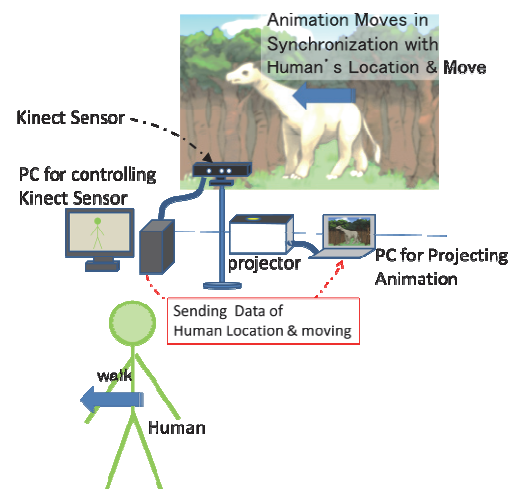 Animation Moves in
Synchronization with
Human's Location & Move
Kinect Sensor
PC for controlling
Kinect Sensor
projector
PC for Projecting
Animation
Sending Data of
Human Location & moving
walk
Human